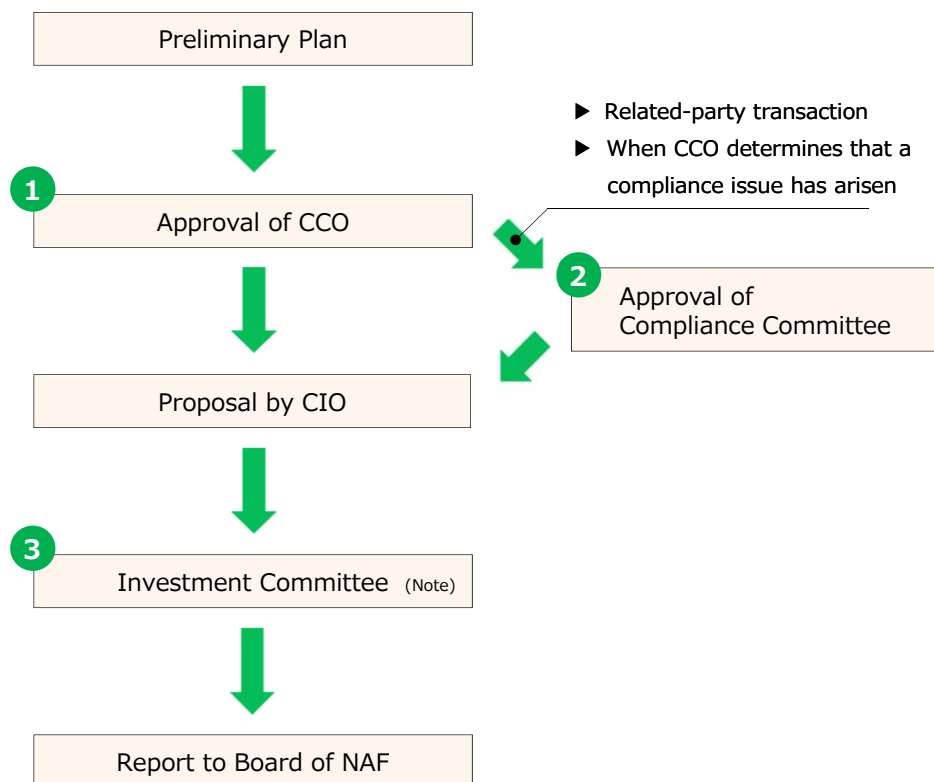 Preliminary Plan
▶ Related-party transaction
▶ When CCO determines that a
compliance issue has arisen
1
Approval of CCO
2
Approval of
Compliance Committee
Proposal by CIO
3
Investment Committee (Note)
Report to Board of NAF